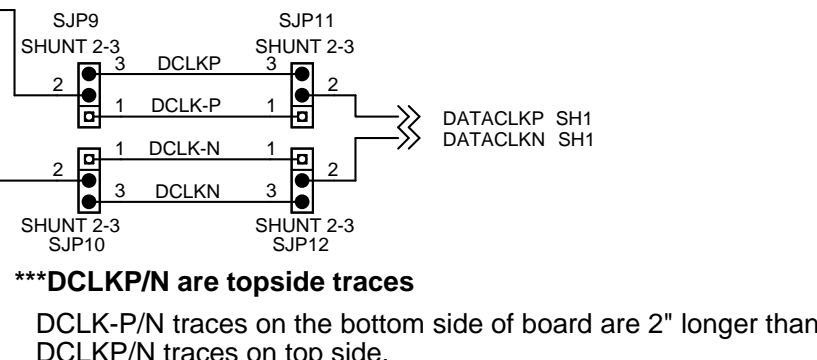 SJP9 SJP11
SHUNT 2-3 SHUNT 2-3
3 DCLKP 3
2 2
1 DCLK-P 1
DATACLKP SH1
DATACLKN SH1
1 DCLK-N 1
2 2
3 DCLKN 3
SHUNT 2-3 SHUNT 2-3
SJP10 SJP12
***DCLKP/N are topside traces
DCLK-P/N traces on the bottom side of board are 2" longer than
DCLKP/N traces on top side.